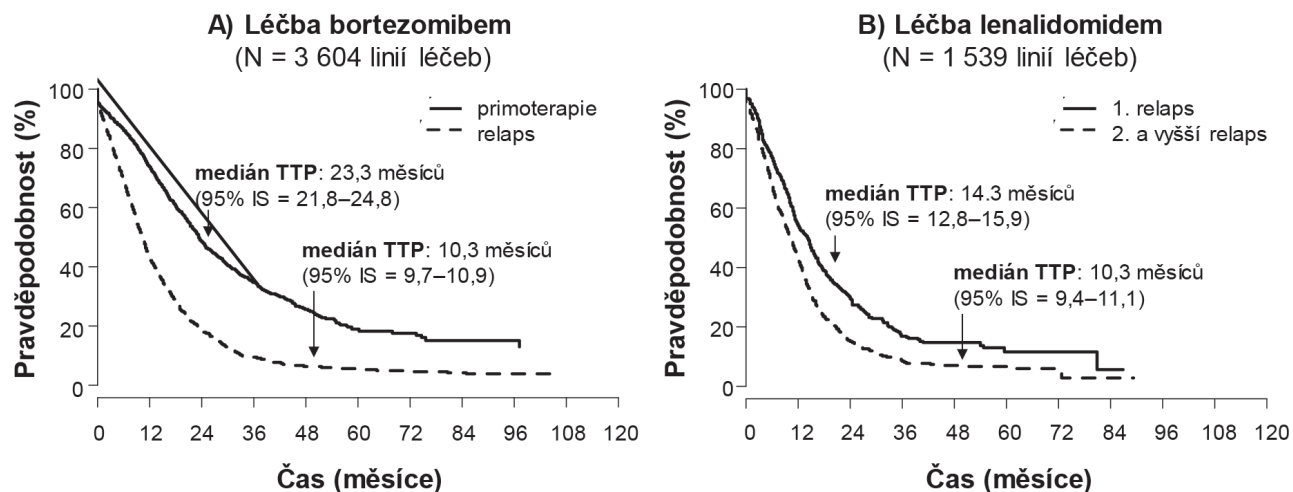 A) Léčba bortezomibem
(N = 3 604 linií léčeb)
Pravděpodobnost (%)
100
80
60
40
20
0
primoterapie
relaps
medián TTP: 23,3 měsíců
(95% IS = 21,8–24,8)
medián TTP: 10,3 měsíců
(95% IS = 9,7–10,9)
0 12 24 36 48 60 72 84 96 108 120
Čas (měsíce)
B) Léčba lenalidomidem
(N = 1 539 linií léčeb)
Pravděpodobnost (%)
100
80
60
40
20
0
1. relaps
2. a vyšší relaps
medián TTP: 14.3 měsíců
(95% IS = 12,8–15,9)
medián TTP: 10,3 měsíců
(95% IS = 9,4–11,1)
0 12 24 36 48 60 72 84 96 108 120
Čas (měsíce)